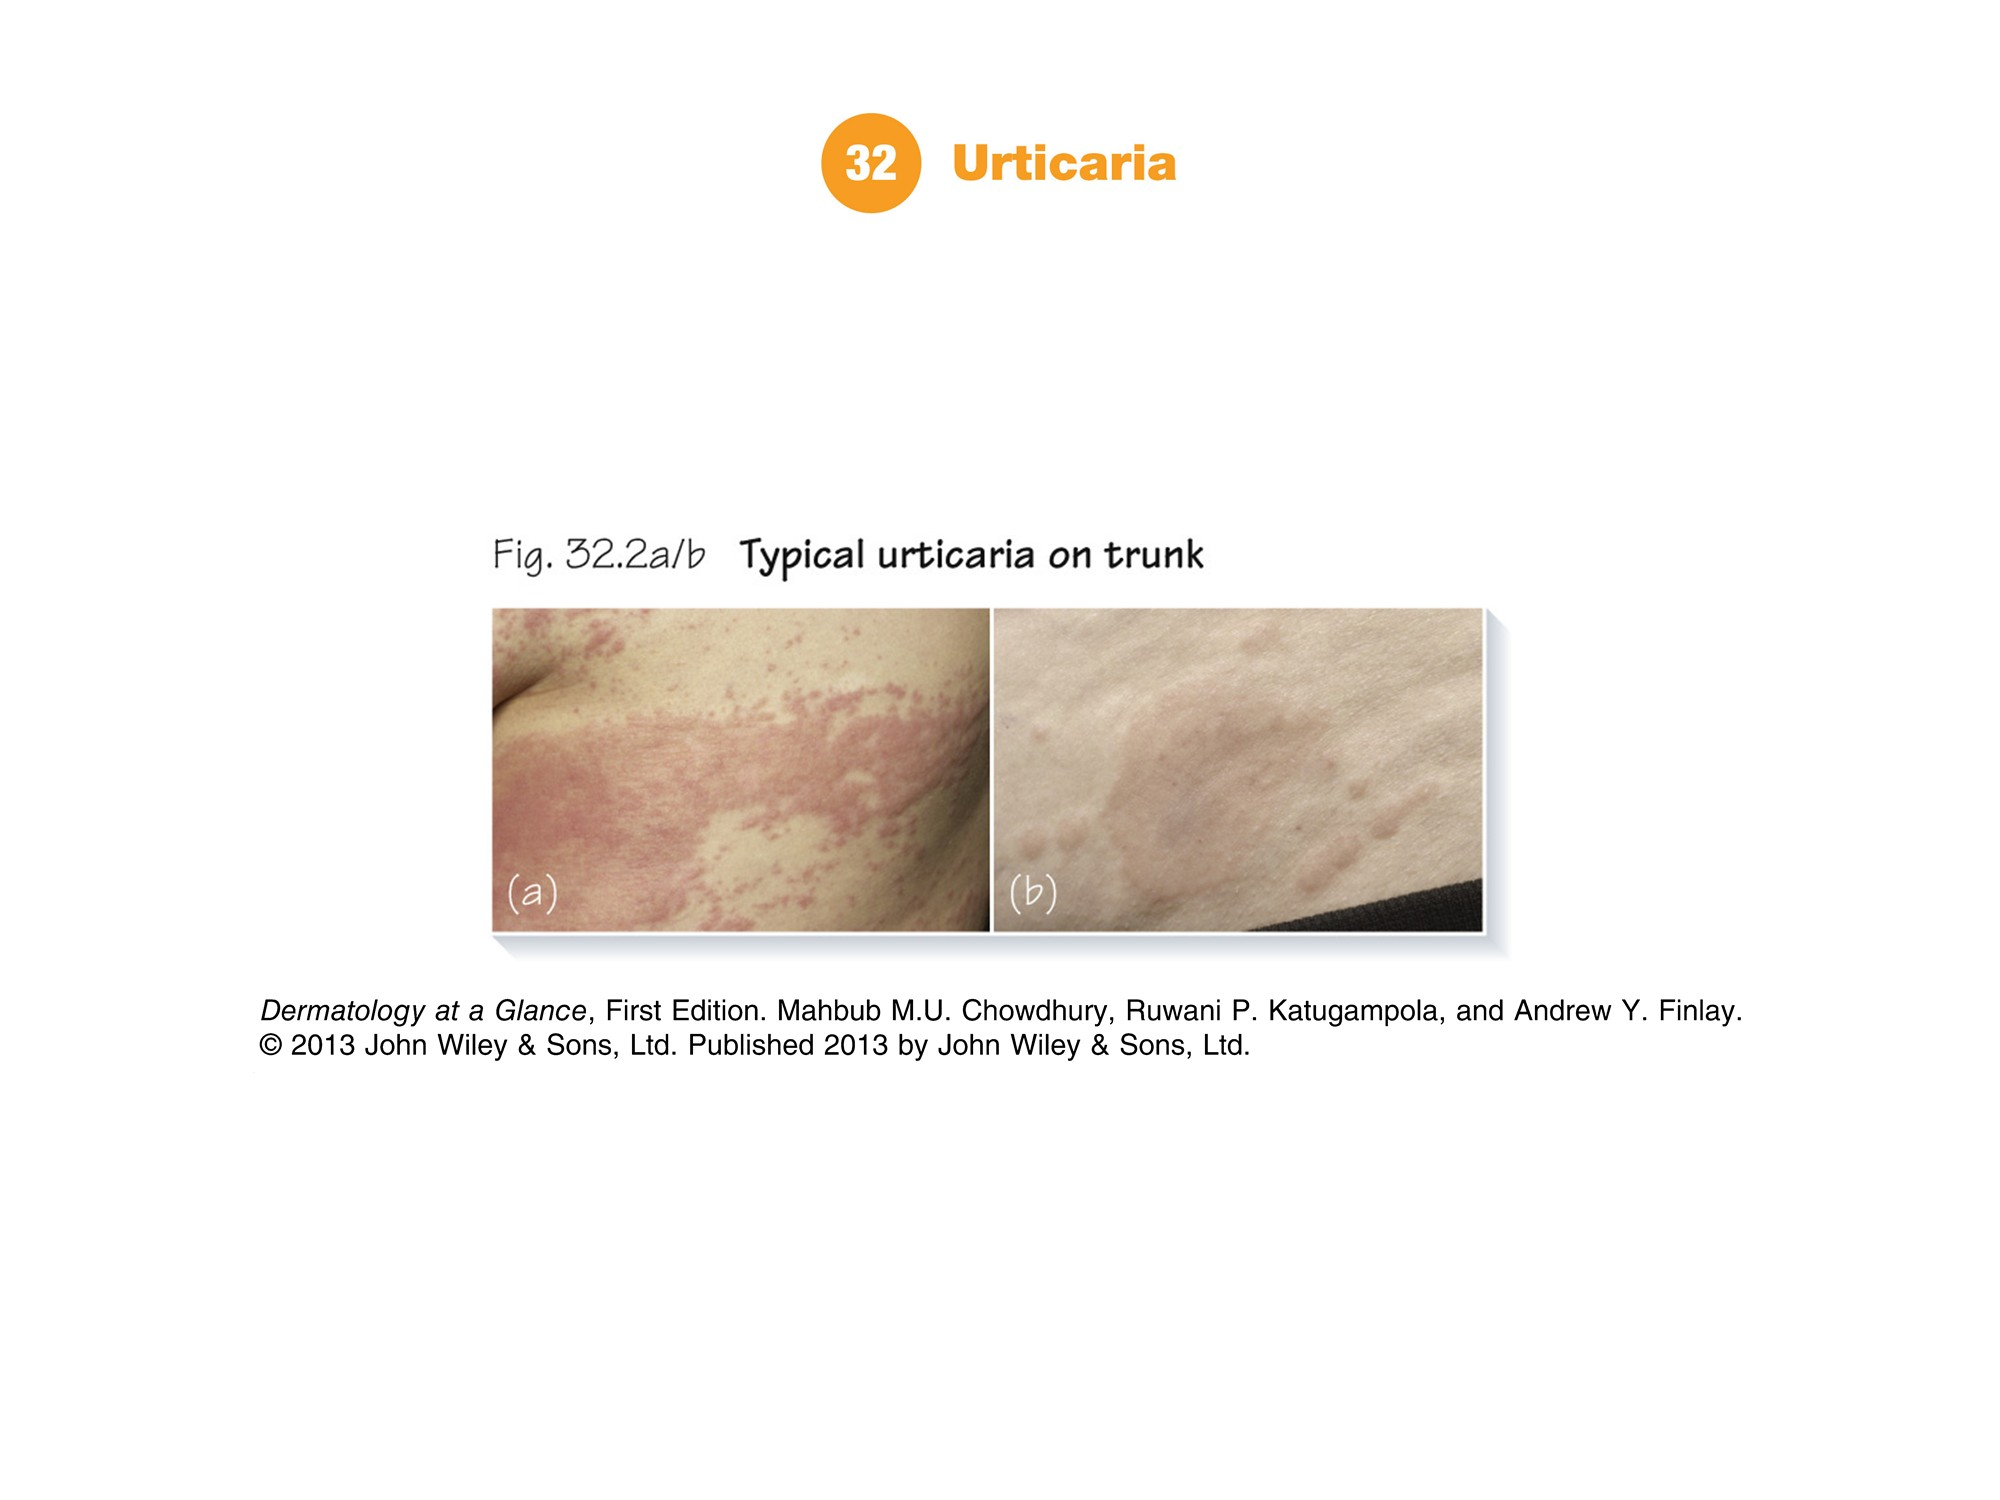 32 Urticaria
Fig. 32.2a/b Typical urticaria on trunk
(a) (b)
Dermatology at a Glance, First Edition. Mahbub M.U. Chowdhury, Ruwani P. Katugampola, and Andrew Y. Finlay.
© 2013 John Wiley & Sons, Ltd. Published 2013 by John Wiley & Sons, Ltd.